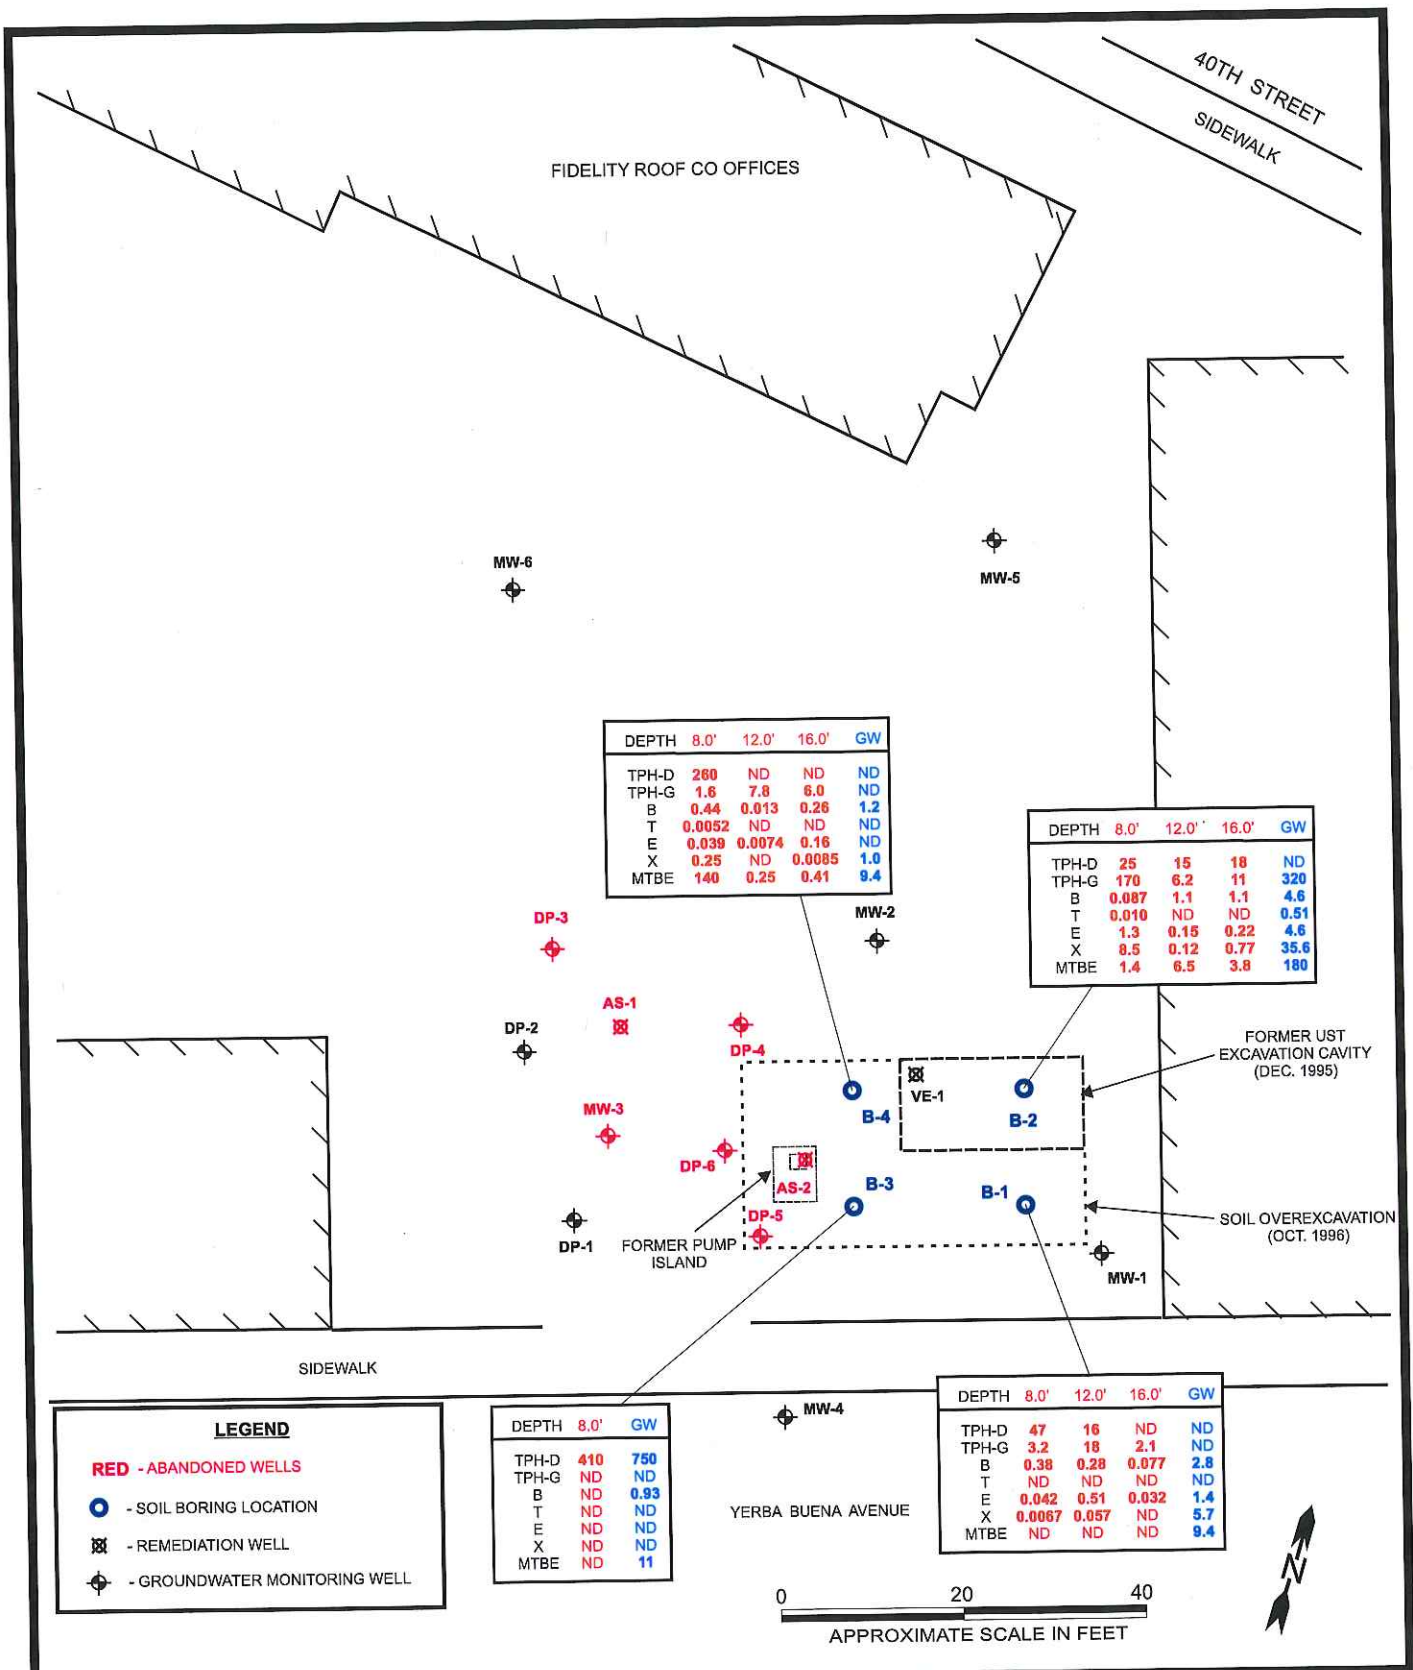 40TH STREET
SIDEWALK
FIDELITY ROOF CO OFFICES
MW-6
MW-5
DEPTH 8.0' 12.0' 16.0' GW
TPH-D 260 ND ND ND
TPH-G 1.6 7.8 6.0 ND
B 0.44 0.013 0.26 1.2
T 0.0052 ND ND ND
E 0.039 0.0074 0.16 ND
X 0.25 ND 0.0085 1.0
MTBE 140 0.25 0.41 9.4
DEPTH 8.0' 12.0' 16.0' GW
TPH-D 25 15 18 ND
TPH-G 170 6.2 11 320
B 0.087 1.1 1.1 4.6
T 0.010 ND ND 0.51
E 1.3 0.15 0.22 4.6
X 8.5 0.12 0.77 35.6
MTBE 1.4 6.5 3.8 180
DP-3
MW-2
AS-1
DP-2
DP-4
FORMER UST
EXCAVATION CAVITY
(DEC. 1995)
VE-1
B-4
B-2
MW-3
DP-6
AS-2
B-3
B-1
DP-5
DP-1
FORMER PUMP
ISLAND
SOIL OVEREXCAVATION
(OCT. 1996)
MW-1
SIDEWALK
MW-4
YERBA BUENA AVENUE
DEPTH 8.0' GW
TPH-D 410 750
TPH-G ND ND
B ND 0.93
T ND ND
E ND ND
X ND ND
MTBE ND 11
DEPTH 8.0' 12.0' 16.0' GW
TPH-D 47 16 ND ND
TPH-G 3.2 18 2.1 ND
B 0.38 0.28 0.077 2.8
T ND ND ND ND
E 0.042 0.51 0.032 1.4
X 0.0067 0.057 ND 5.7
MTBE ND ND ND 9.4
LEGEND
RED - ABANDONED WELLS
- SOIL BORING LOCATION
- REMEDIATION WELL
- GROUNDWATER MONITORING WELL
0 20 40
APPROXIMATE SCALE IN FEET
N